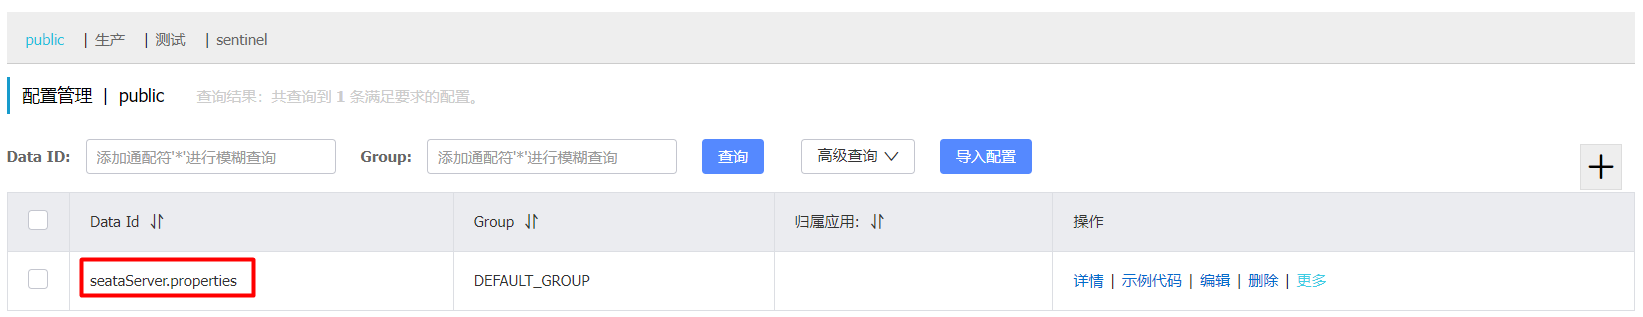 public | 生产 | 测试 | sentinel
配置管理 | public 查询结果：共查询到 1 条满足要求的配置。
Data ID: 添加通配符'*'进行模糊查询 Group: 添加通配符'*'进行模糊查询 查询 高级查询 导入配置
Data Id Group 归属应用: 操作
seataServer.properties DEFAULT_GROUP 详情 | 示例代码 | 编辑 | 删除 | 更多